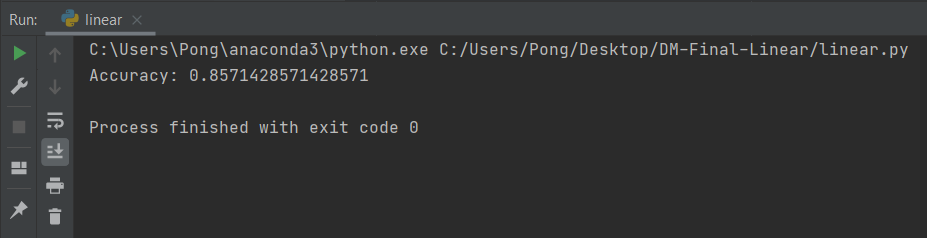 Run: linear
C:\Users\Pong\anaconda3\python.exe C:/Users/Pong/Desktop/DM-Final-Linear/linear.py
Accuracy: 0.8571428571428571
Process finished with exit code 0